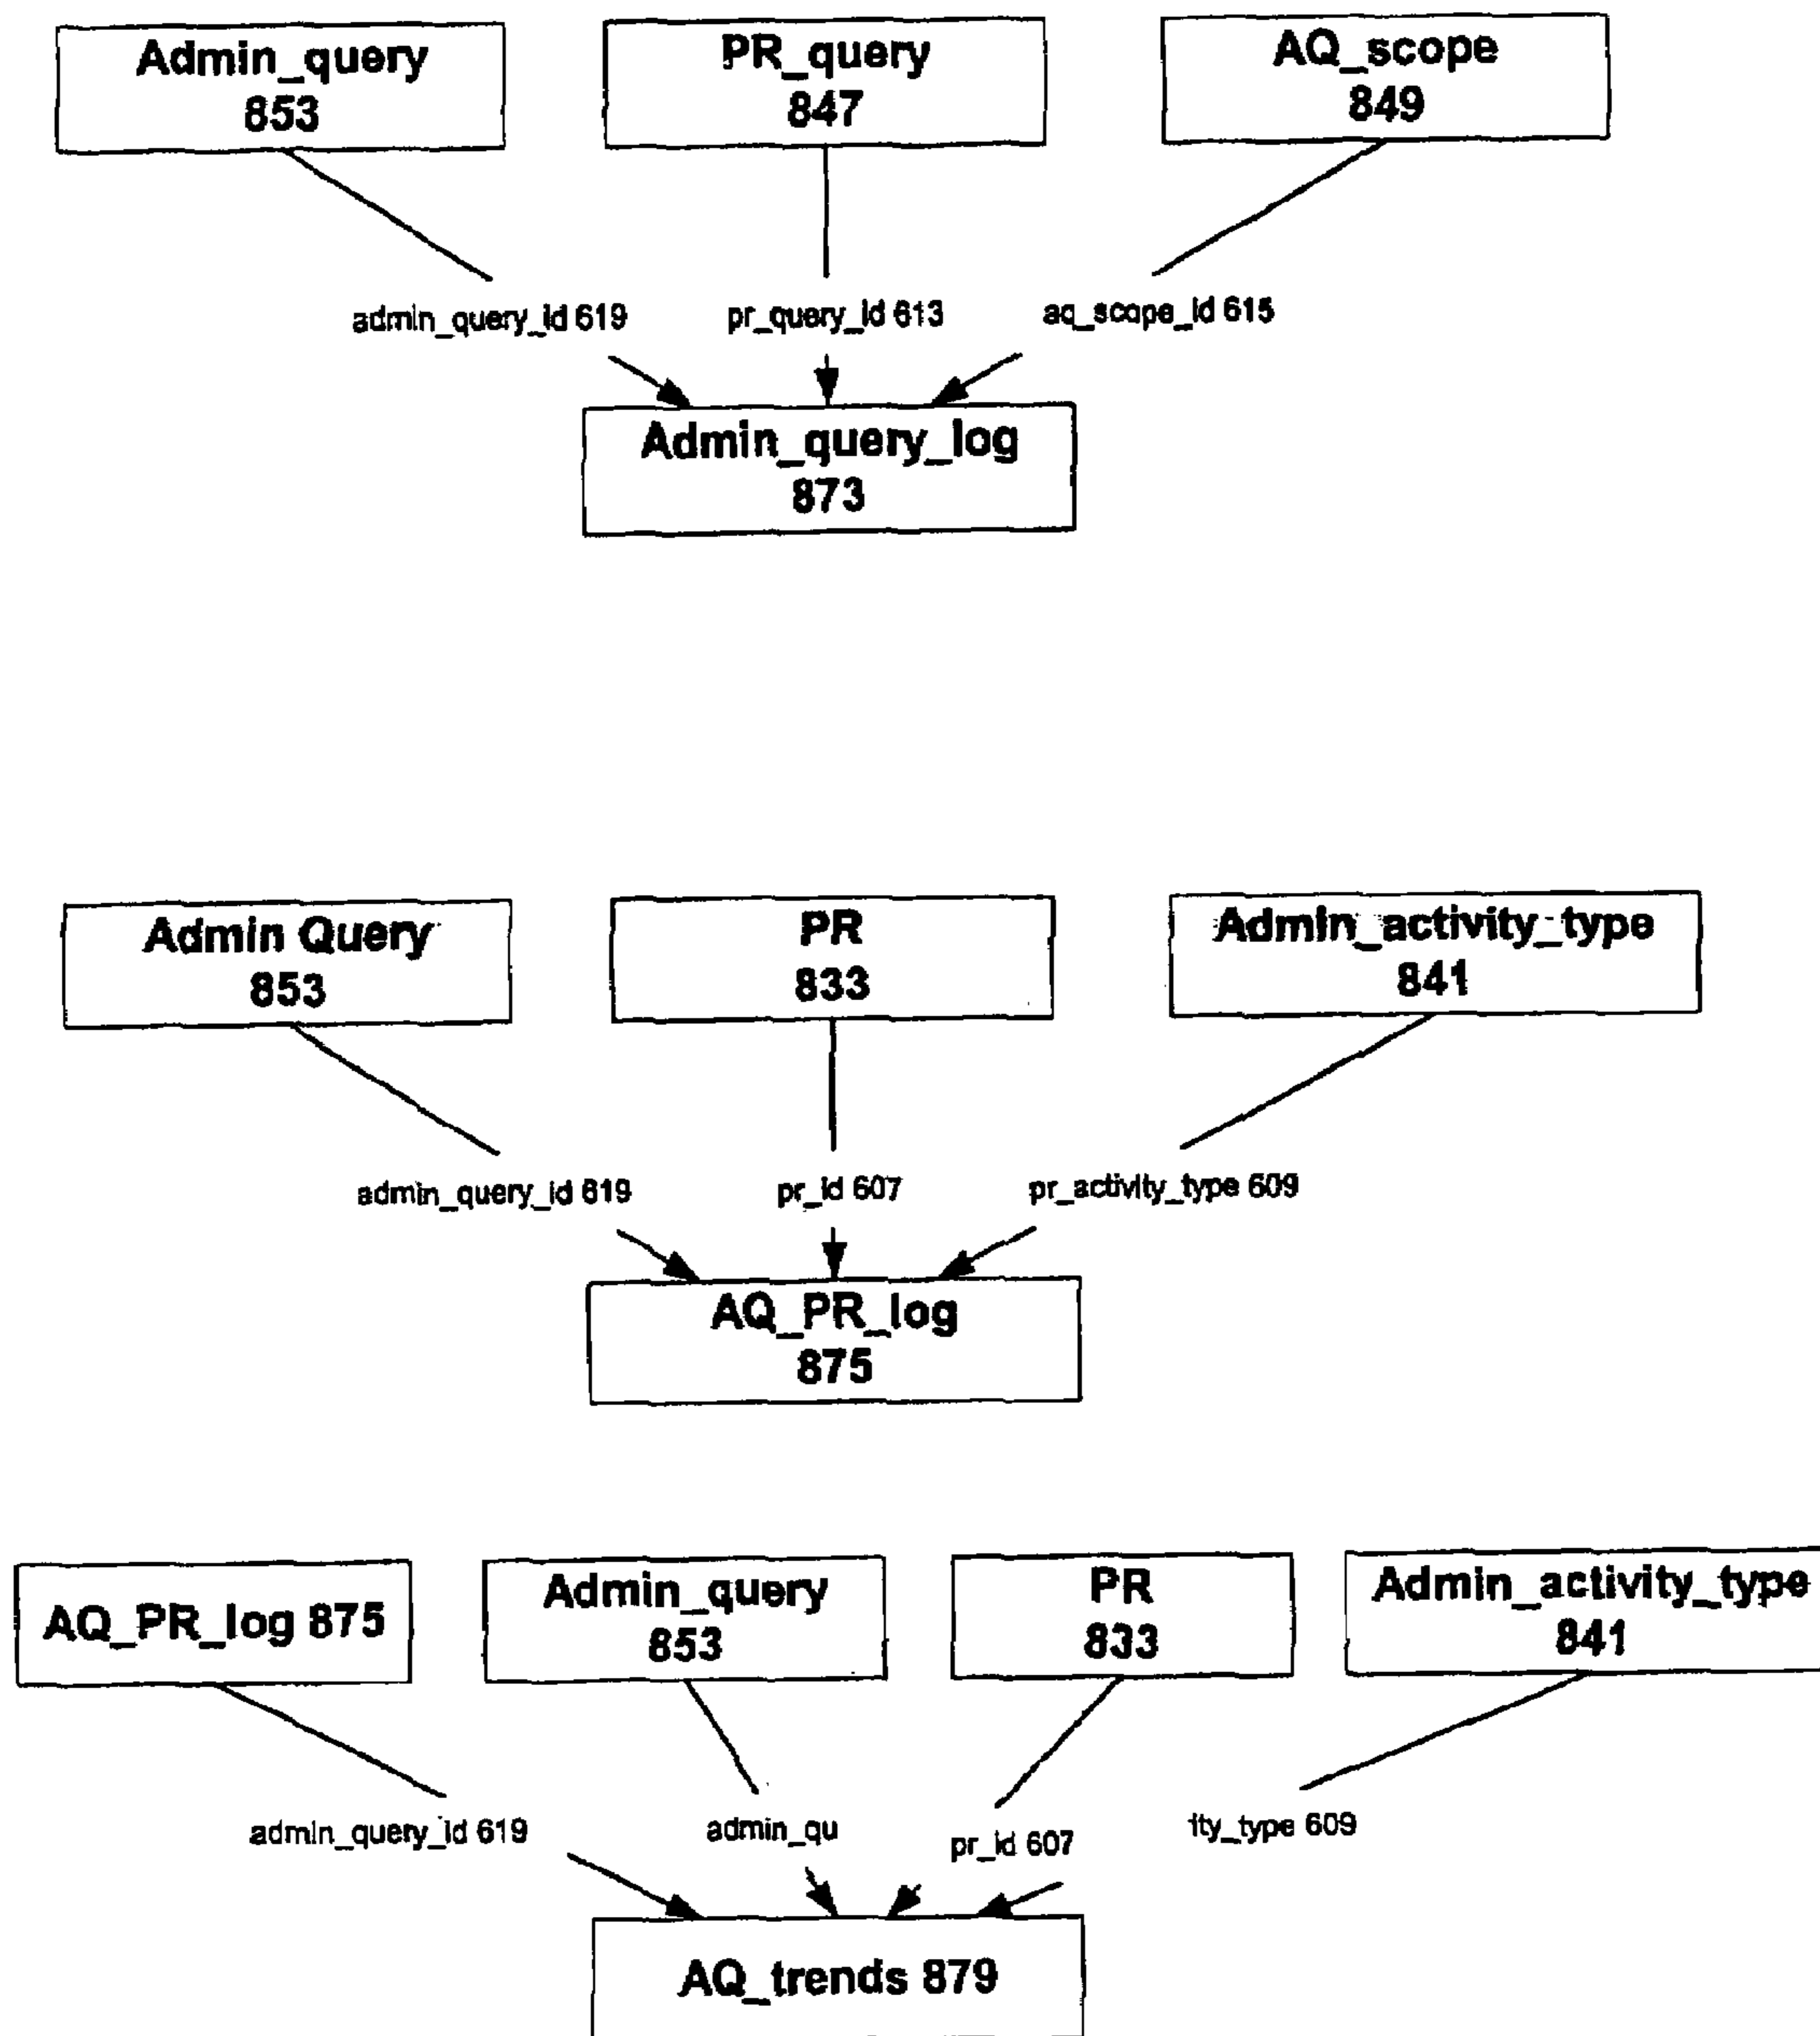 Admin_query
853
PR_query
847
AQ_scope
849
admin_query_id 619
pr_query_id 613
aq_scope_id 615
Admin_query_log
873
Admin Query
853
PR
833
Admin_activity_type
841
admin_query_id 619
pr_id 607
pr_activity_type 609
AQ_PR_log
875
AQ_PR_log 875
Admin_query
853
PR
833
Admin_activity_type
841
admin_query_id 619
admin_qu
pr_id 607
ity_type 609
AQ_trends 879